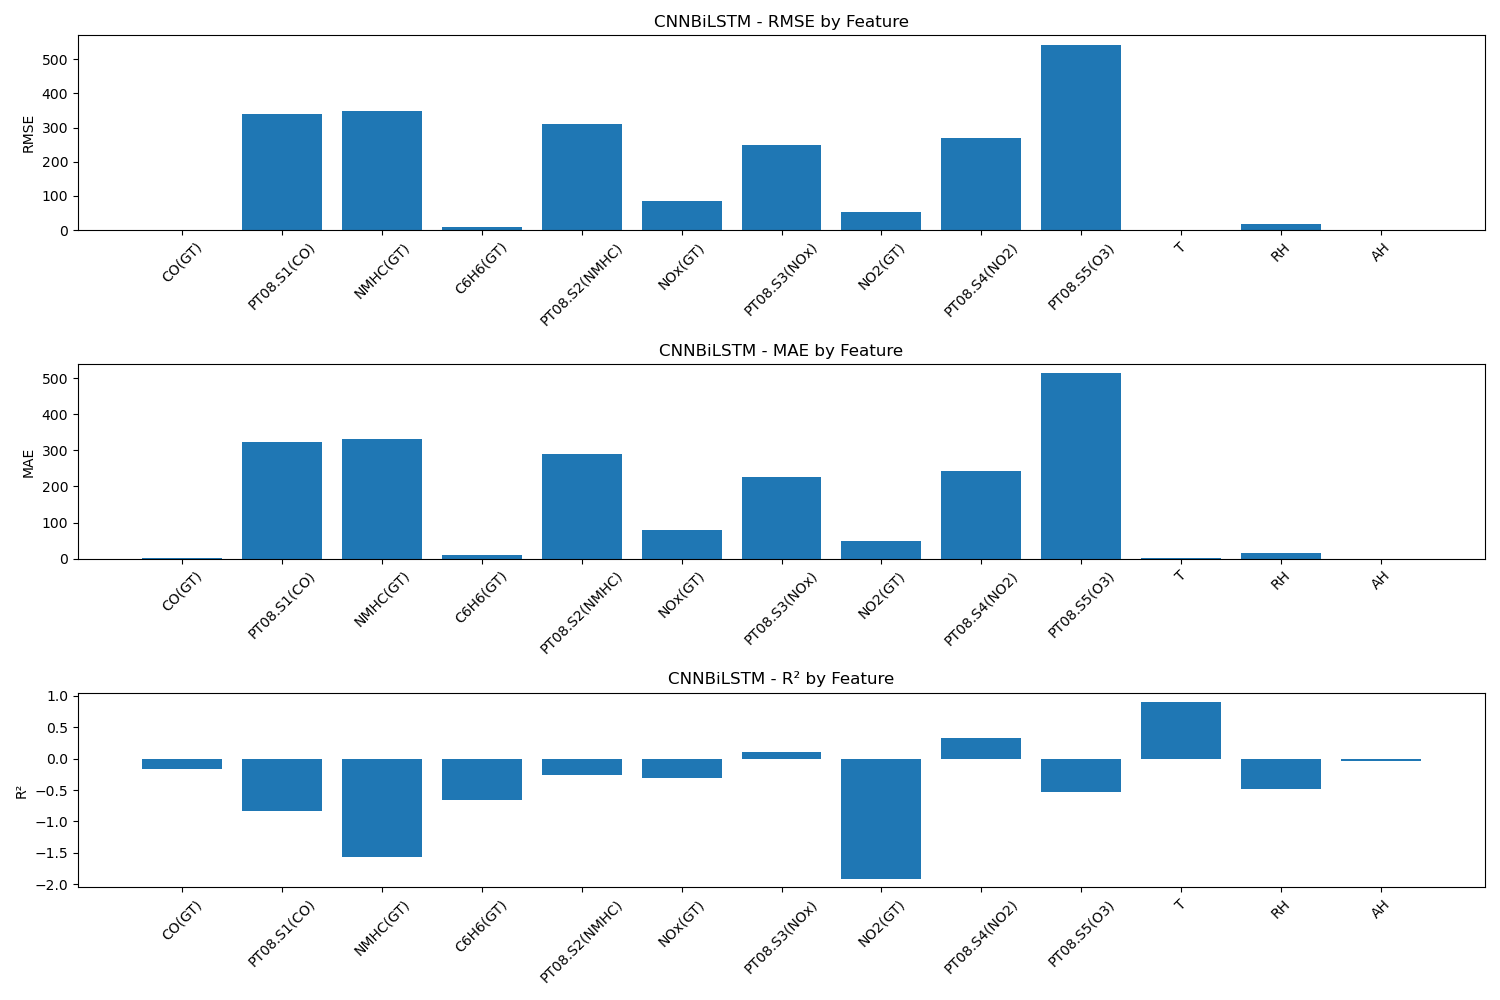 CNNBiLSTM - RMSE by Feature
500
400
300
200
100
0
RMSE
CO(GT)
PT08.S1(CO)
NMHC(GT)
C6H6(GT)
PT08.S2(NMHC)
NOx(GT)
PT08.S3(NOx)
NO2(GT)
PT08.S4(NO2)
PT08.S5(O3)
T
RH
AH
CNNBiLSTM - MAE by Feature
500
400
300
200
100
0
MAE
CO(GT)
PT08.S1(CO)
NMHC(GT)
C6H6(GT)
PT08.S2(NMHC)
NOx(GT)
PT08.S3(NOx)
NO2(GT)
PT08.S4(NO2)
PT08.S5(O3)
T
RH
AH
CNNBiLSTM - R² by Feature
1.0
0.5
0.0
−0.5
−1.0
−1.5
−2.0
R²
CO(GT)
PT08.S1(CO)
NMHC(GT)
C6H6(GT)
PT08.S2(NMHC)
NOx(GT)
PT08.S3(NOx)
NO2(GT)
PT08.S4(NO2)
PT08.S5(O3)
T
RH
AH